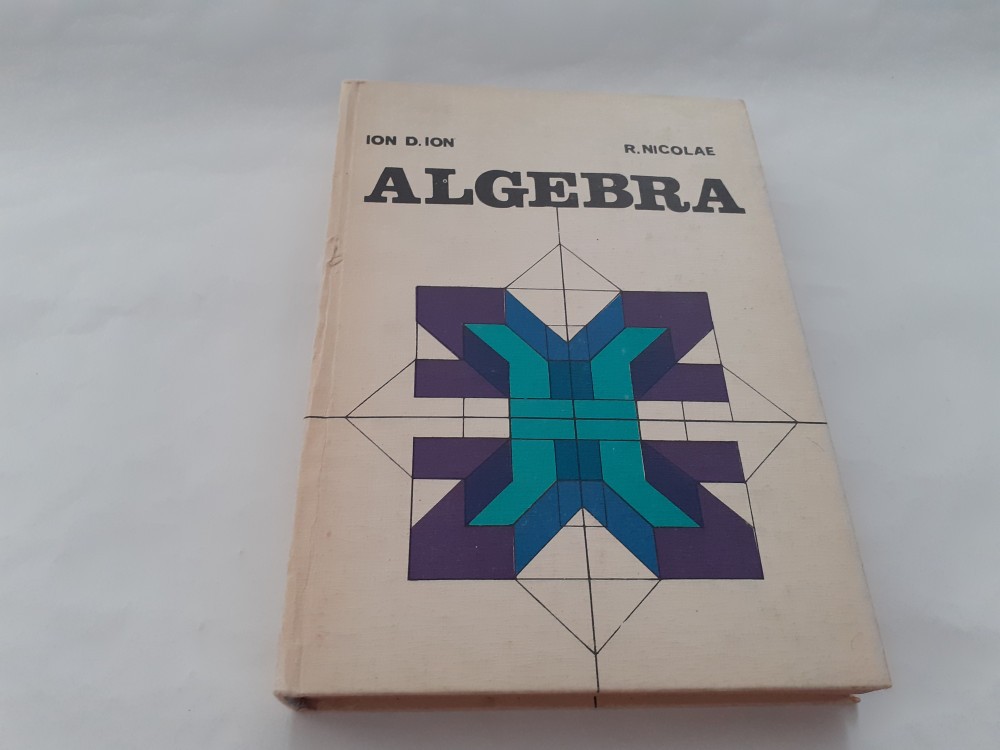 ION D. ION
R. NICOLAE
ALGEBRA